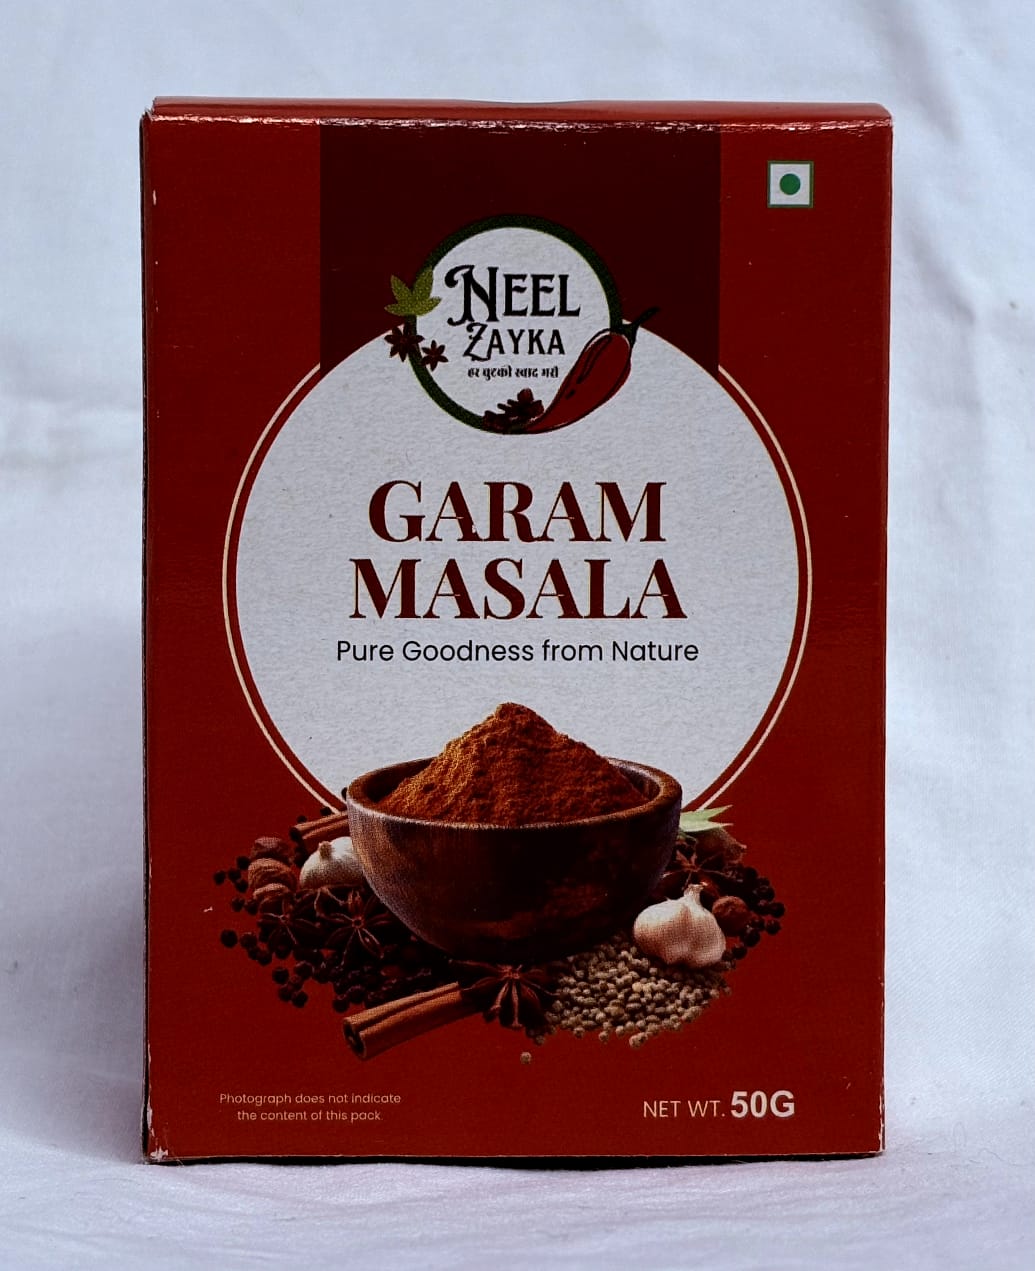 NEEL
ZAYKA
हर चुटकी स्वाद भरी
GARAM
MASALA
Pure Goodness from Nature
Photograph does not indicate
the content of this pack.
NET WT. 50G